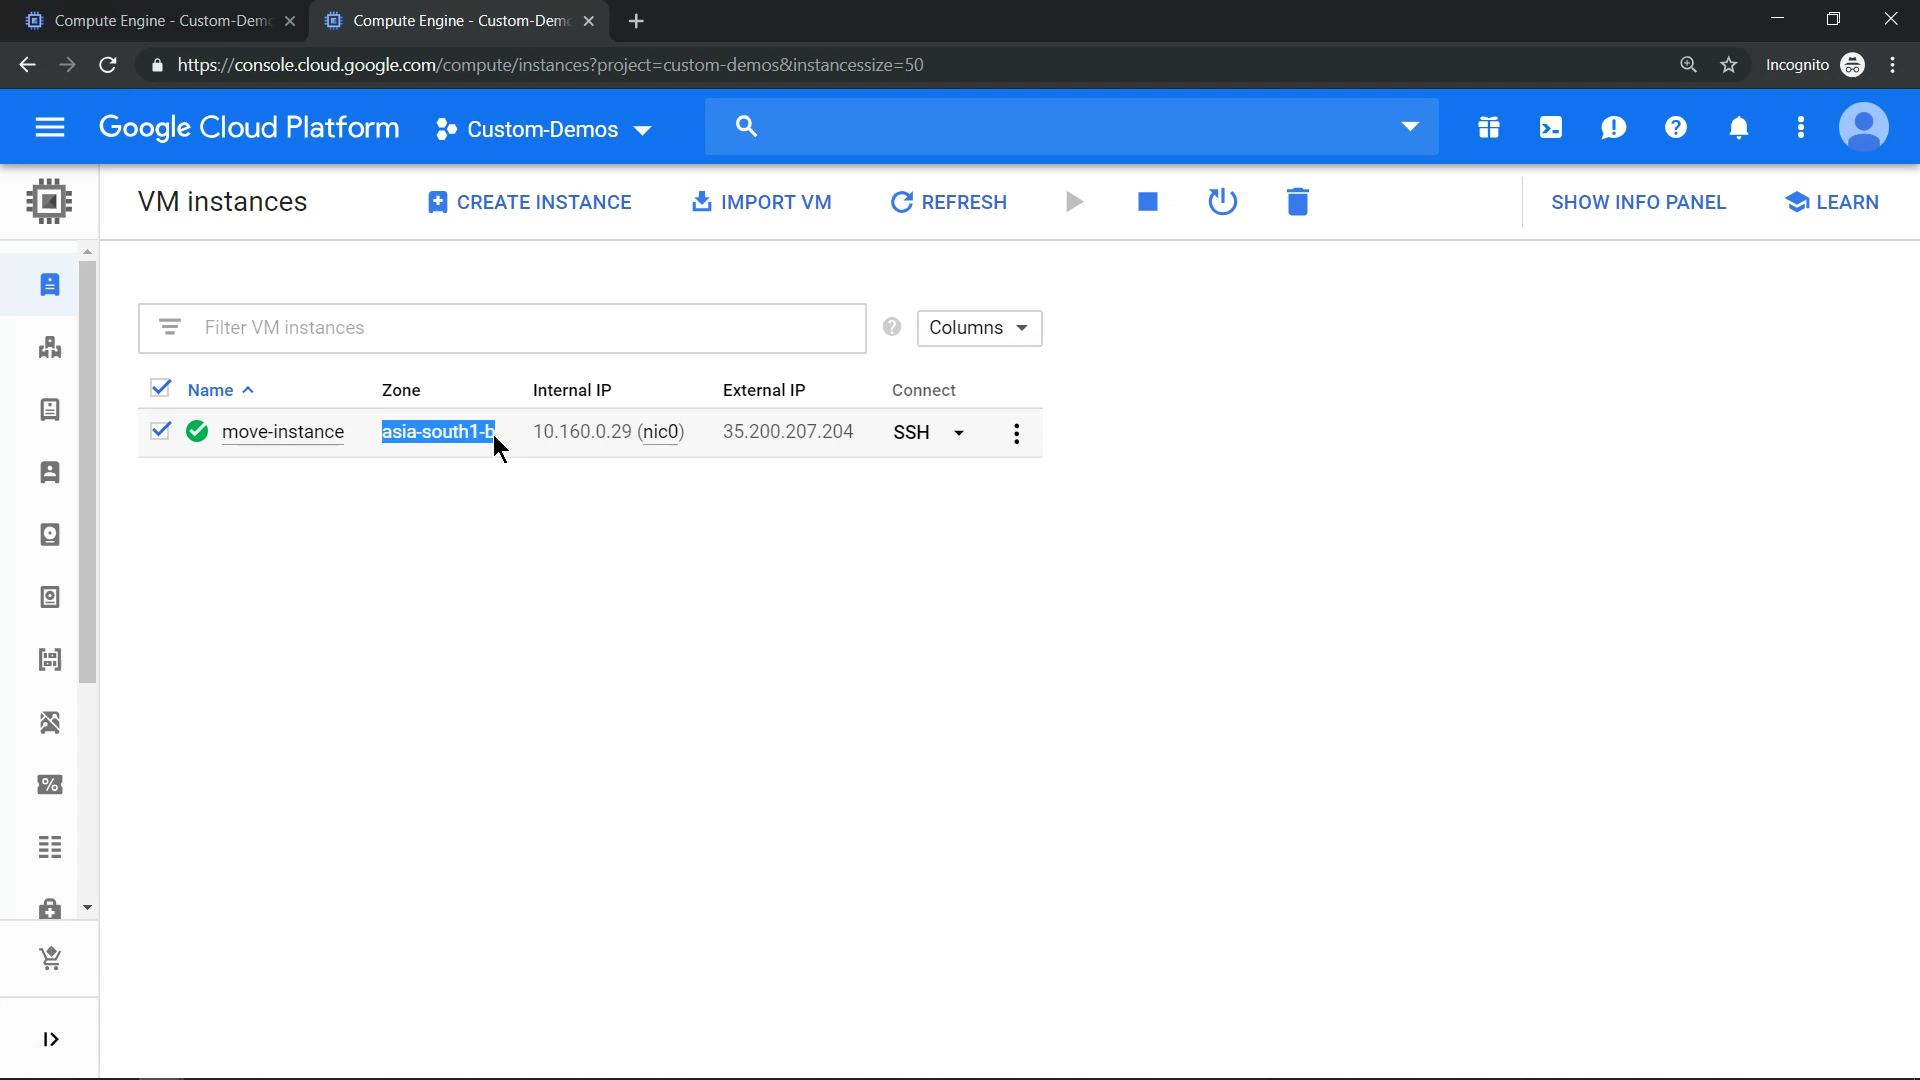 Compute Engine - Custom-Dem
Compute Engine - Custom-Dem
https://console.cloud.google.com/compute/instances?project=custom-demos&instancessize=50
Incognito
Google Cloud Platform
Custom-Demos
VM instances
CREATE INSTANCE
IMPORT VM
REFRESH
SHOW INFO PANEL
LEARN
Filter VM instances
Columns
Name
Zone
Internal IP
External IP
Connect
move-instance
asia-south1-b
10.160.0.29 (nic0)
35.200.207.204
SSH